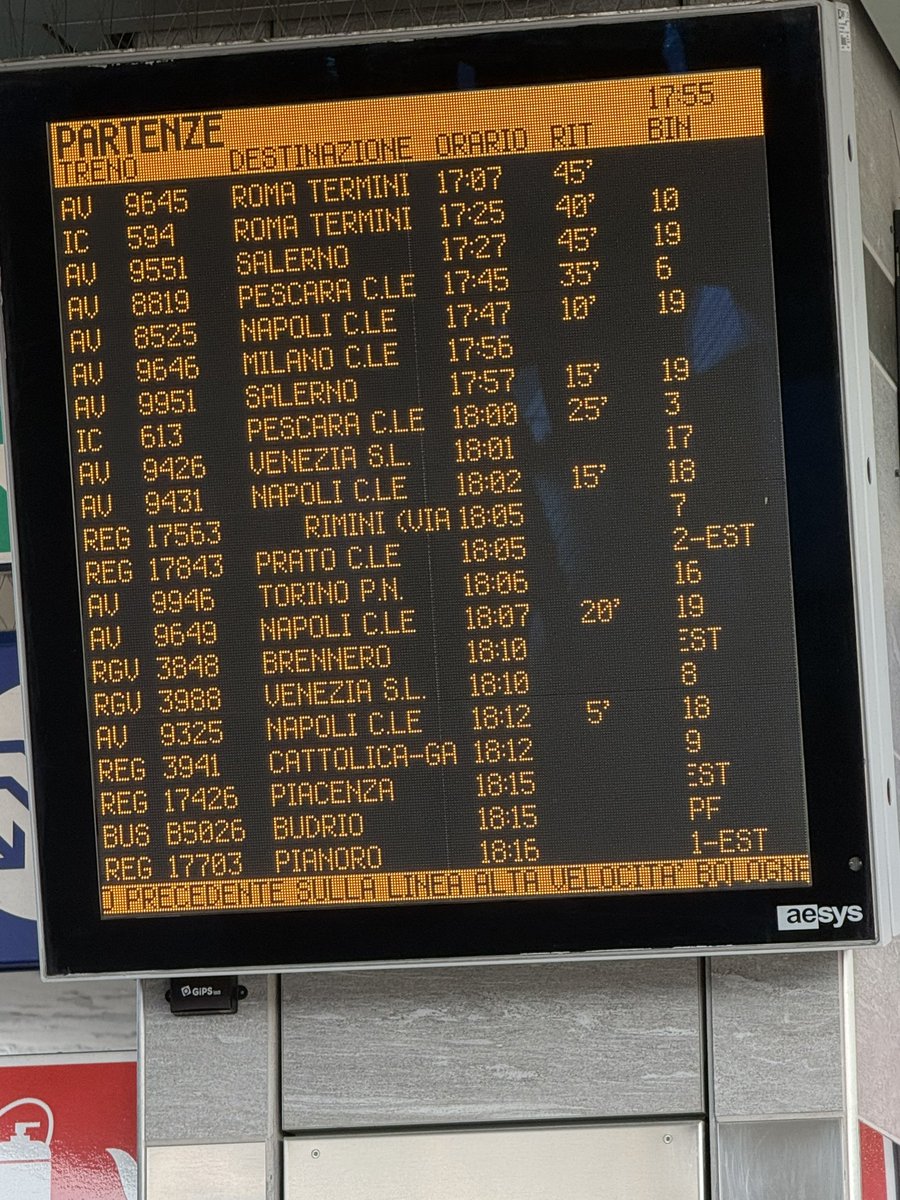 17:55
PARTENZE
TRENO DESTINAZIONE ORARIO RIT BIN
AV 9645 ROMA TERMINI 17:07 45'
IC 594 ROMA TERMINI 17:25 40' 10
AV 9551 SALERNO 17:27 45' 19
AV 8819 PESCARA C.LE 17:45 35' 6
AV 8525 NAPOLI C.LE 17:47 10' 19
AV 9646 MILANO C.LE 17:56
AV 9951 SALERNO 17:57 15' 19
IC 613 PESCARA C.LE 18:00 25' 3
AV 9426 VENEZIA S.L. 18:01 17
AV 9431 NAPOLI C.LE 18:02 15' 18
REG 17563 RIMINI (VIA 18:05 7
REG 17843 PRATO C.LE 18:05 2-EST
AV 9946 TORINO P.N. 18:06 16
AV 9649 NAPOLI C.LE 18:07 20' 19
RGV 3848 BRENNERO 18:10 EST
RGV 3988 VENEZIA S.L. 18:10 8
AV 9325 NAPOLI C.LE 18:12 5' 18
REG 3941 CATTOLICA-GA 18:12 9
REG 17426 PIACENZA 18:15 EST
BUS B5026 BUDRIO 18:15 PF
REG 17703 PIANORO 18:16 1-EST
O PRECEDENTE SULLA LINEA ALTA VELOCITA' BOLOGNA
aesys
GIPS